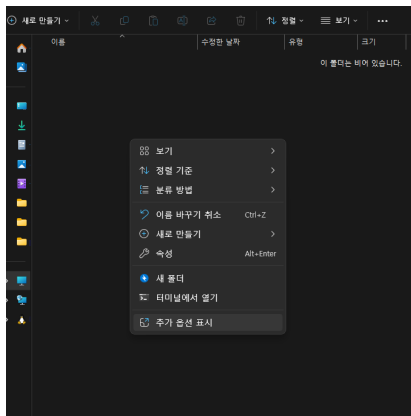 새로 만들기
정렬
보기
이름
수정한 날짜
유형
크기
이 폴더는 비어 있습니다.
보기
정렬 기준
분류 방법
이름 바꾸기 취소 Ctrl+Z
새로 만들기
속성 Alt+Enter
새 폴더
터미널에서 열기
추가 옵션 표시